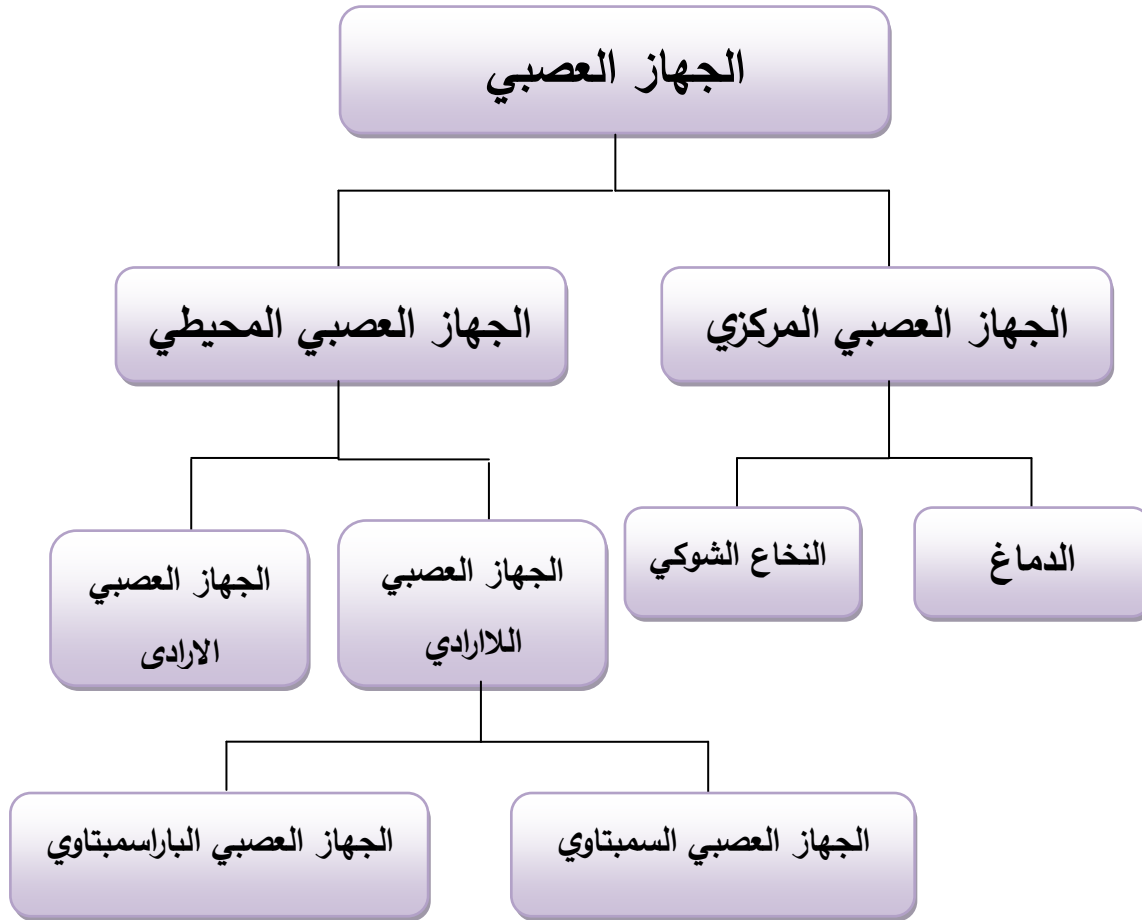 الجهاز العصبي
الجهاز العصبي المركزي
الجهاز العصبي المحيطي
الدماغ
النخاع الشوكي
الجهاز العصبي
اللاارادي
الجهاز العصبي
الارادى
الجهاز العصبي السمبتاوي
الجهاز العصبي الباراسمبتاوي